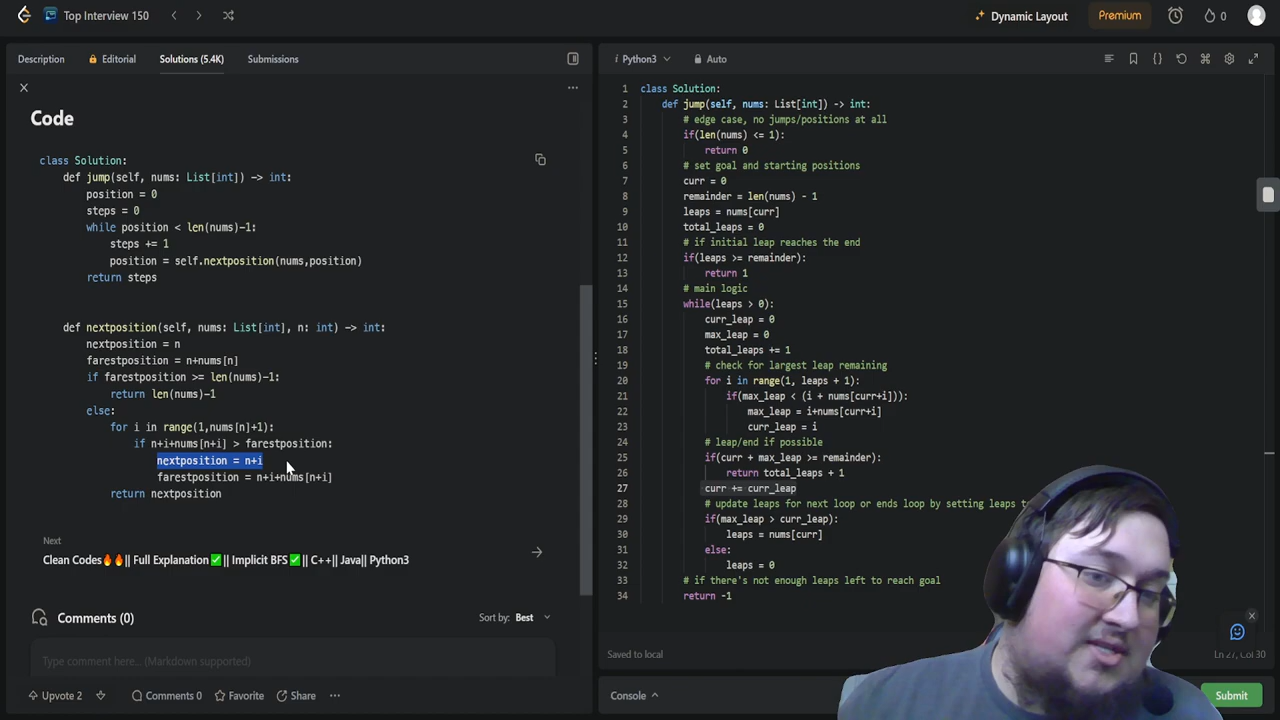 Top Interview 150
Dynamic Layout
Premium
0
Description
Editorial
Solutions (5.4K)
Submissions
Code
class Solution:
    def jump(self, nums: List[int]) -> int:
        position = 0
        steps = 0
        while position < len(nums)-1:
            steps += 1
            position = self.nextposition(nums,position)
        return steps
    def nextposition(self, nums: List[int], n: int) -> int:
        nextposition = n
        farestposition = n+nums[n]
        if farestposition >= len(nums)-1:
            return len(nums)-1
        else:
            for i in range(1,nums[n]+1):
                if n+i+nums[n+i] > farestposition:
                    nextposition = n+i
                    farestposition = n+i+nums[n+i]
            return nextposition
Next
Clean Codes🔥🔥|| Full Explanation✅|| Implicit BFS✅|| C++|| Java|| Python3
Comments (0)
Sort by: Best
Type comment here... (Markdown supported)
Upvote 2
Comments 0
Favorite
Share
i Python3
Auto
1 class Solution:
2     def jump(self, nums: List[int]) -> int:
3         # edge case, no jumps/positions at all
4         if(len(nums) <= 1):
5             return 0
6         # set goal and starting positions
7         curr = 0
8         remainder = len(nums) - 1
9         leaps = nums[curr]
10         total_leaps = 0
11         # if initial leap reaches the end
12         if(leaps >= remainder):
13             return 1
14         # main logic
15         while(leaps > 0):
16             curr_leap = 0
17             max_leap = 0
18             total_leaps += 1
19             # check for largest leap remaining
20             for i in range(1, leaps + 1):
21                 if(max_leap < (i + nums[curr+i])):
22                     max_leap = i+nums[curr+i]
23                     curr_leap = i
24             # leap/end if possible
25             if(curr + max_leap >= remainder):
26                 return total_leaps + 1
27             curr += curr_leap
28             # update leaps for next loop or ends loop by setting leaps
29             if(max_leap > curr_leap):
30                 leaps = nums[curr]
31             else:
32                 leaps = 0
33         # if there's not enough leaps left to reach goal
34         return -1
Saved to local
Ln 27, Col 30
Console
Submit